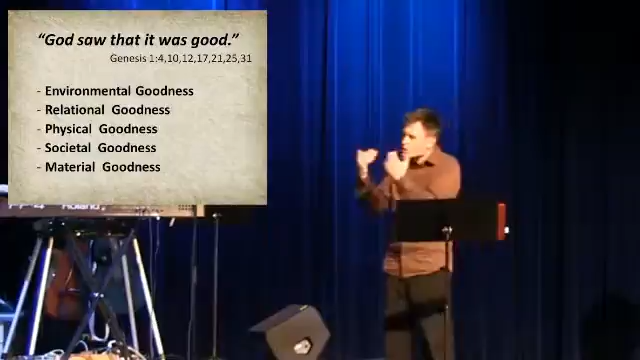 “God saw that it was good.”
Genesis 1:4,10,12,17,21,25,31
- Environmental Goodness
- Relational Goodness
- Physical Goodness
- Societal Goodness
- Material Goodness
Roland